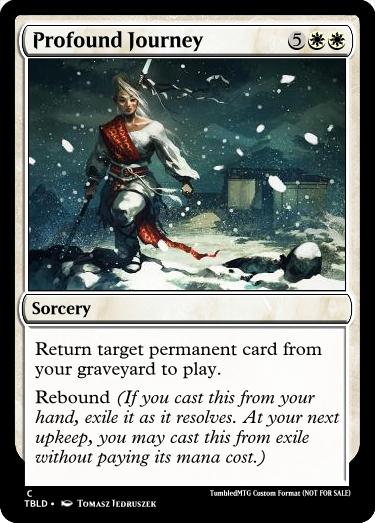 Profound Journey 5
Sorcery
Return target permanent card from
your graveyard to play.
Rebound (If you cast this from your
hand, exile it as it resolves. At your next
upkeep, you may cast this from exile
without paying its mana cost.)
C
TBLD • Tomasz Jedruszek
TumbledMTG Custom Format (NOT FOR SALE)